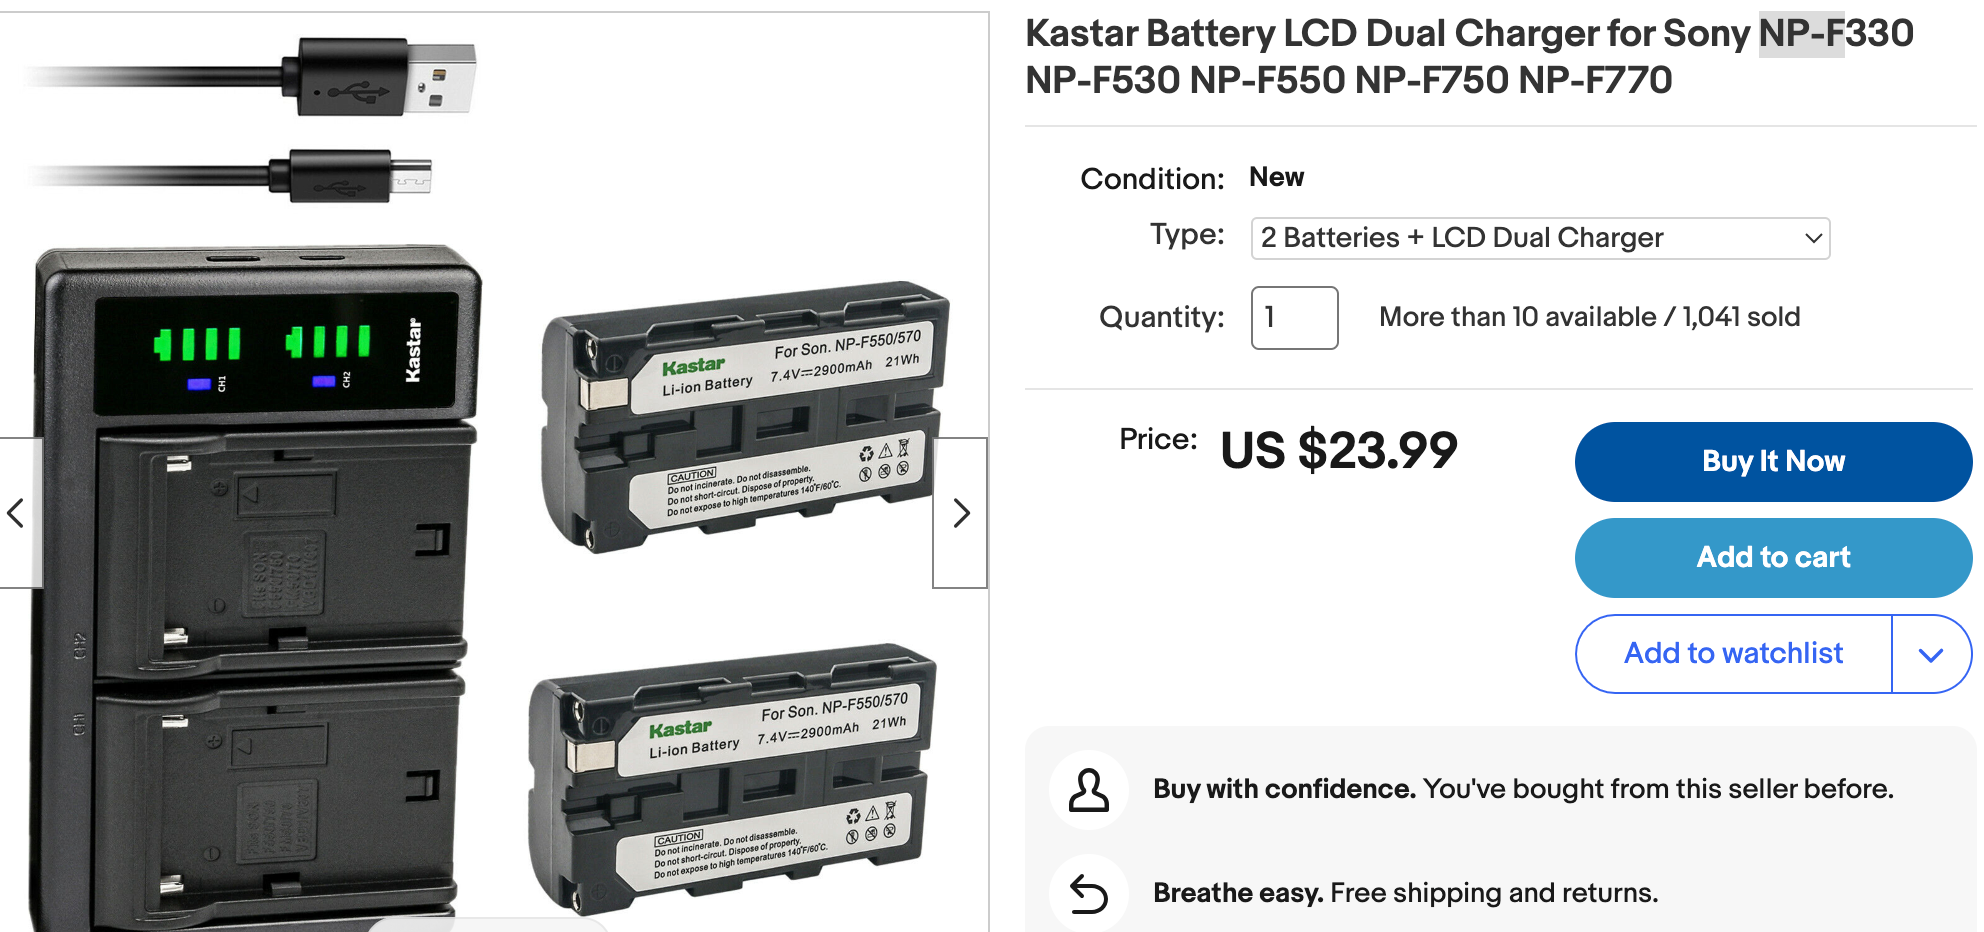 Kastar
CH1
CH2
CH2
CH1
Kastar
Li-ion Battery
For Son. NP-F550/570
7.4V⎓2900mAh 21Wh
CAUTION
Do not incinerate. Do not disassemble.
Do not short-circut. Dispose of property.
Do not expose to high temperatures 140°F/60°C.
Kastar
Li-ion Battery
For Son. NP-F550/570
7.4V⎓2900mAh 21Wh
CAUTION
Do not incinerate. Do not disassemble.
Do not short-circut. Dispose of property.
Do not expose to high temperatures 140°F/60°C.
Kastar Battery LCD Dual Charger for Sony NP-F330
NP-F530 NP-F550 NP-F750 NP-F770
Condition: New
Type: 2 Batteries + LCD Dual Charger
Quantity: 1 More than 10 available / 1,041 sold
Price: US $23.99
Buy It Now
Add to cart
Add to watchlist
Buy with confidence. You've bought from this seller before.
Breathe easy. Free shipping and returns.